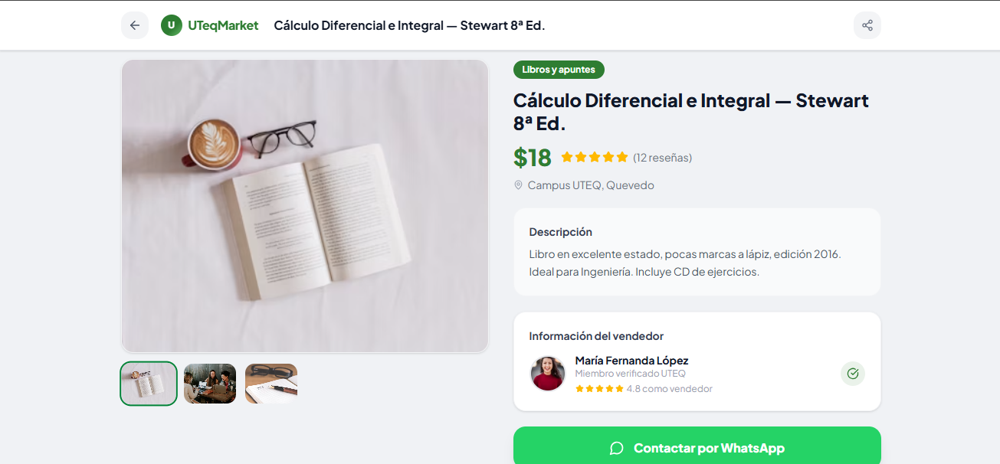 U UTeqMarket Cálculo Diferencial e Integral — Stewart 8ª Ed.
Libros y apuntes
Cálculo Diferencial e Integral — Stewart
8ª Ed.
$18 (12 reseñas)
Campus UTEQ, Quevedo
Descripción
Libro en excelente estado, pocas marcas a lápiz, edición 2016.
Ideal para Ingeniería. Incluye CD de ejercicios.
Información del vendedor
María Fernanda López
Miembro verificado UTEQ
4.8 como vendedor
Contactar por WhatsApp